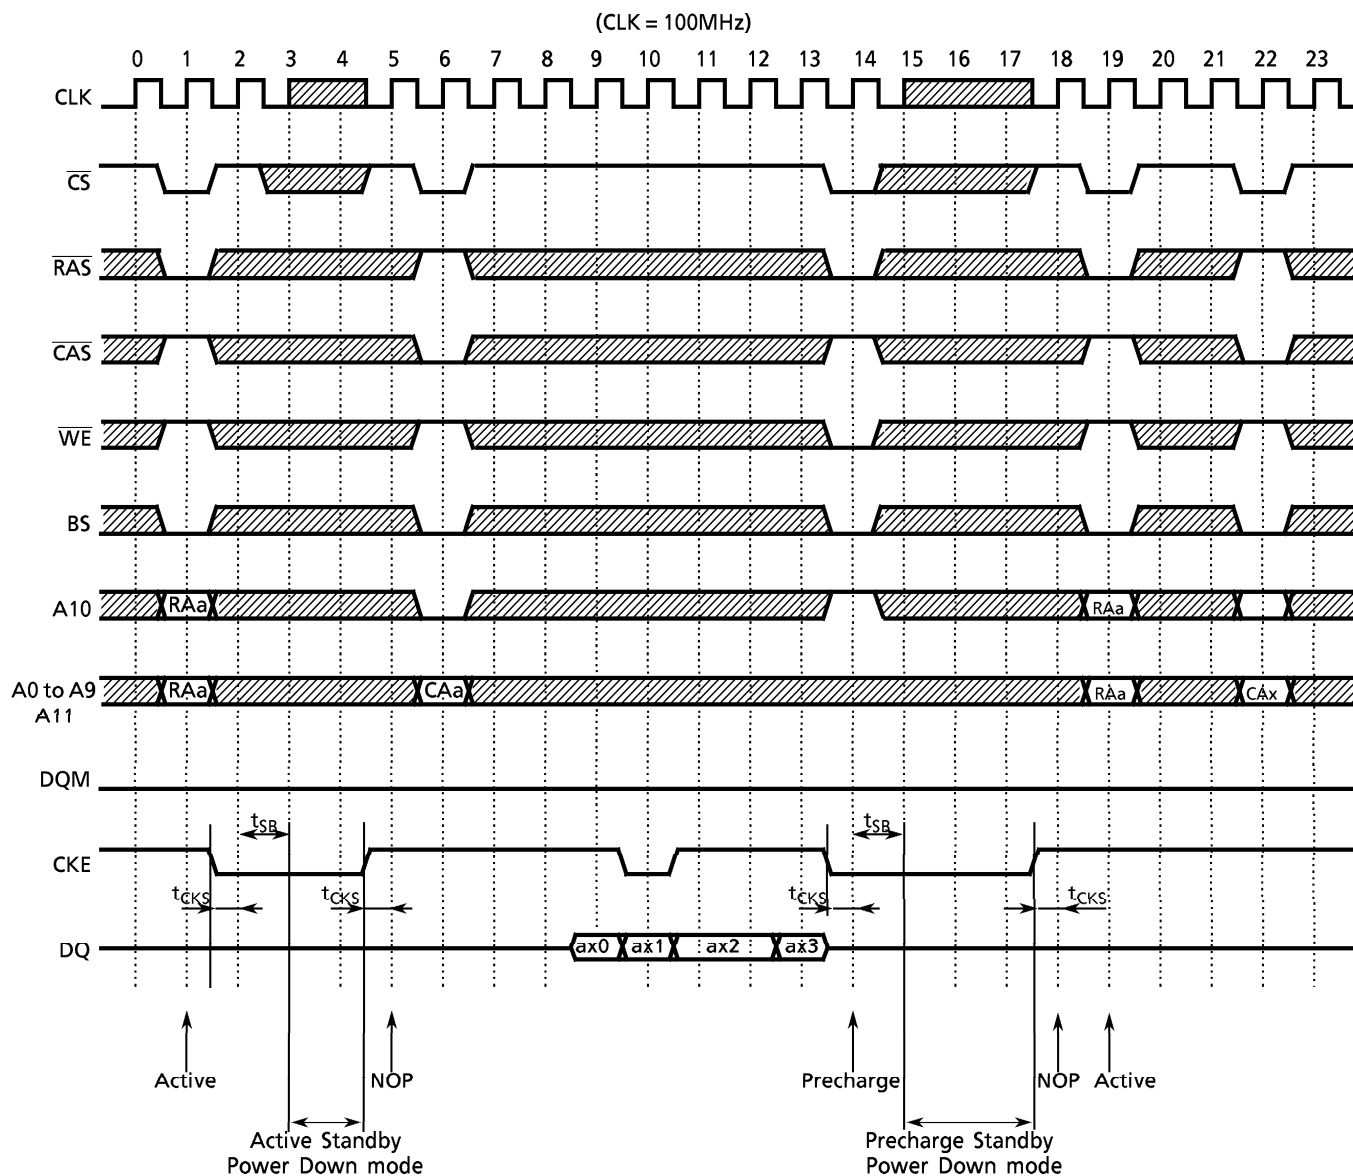 (CLK = 100MHz)
0 1 2 3 4 5 6 7 8 9 10 11 12 13 14 15 16 17 18 19 20 21 22 23
CLK
CS
RAS
CAS
WE
BS
A10 RAa RAa
A0 to A9 RAa CAa RAa CAx
A11
DQM
tSB tSB
CKE
tCKS tCKS tCKS tCKS
DQ ax0 ax1 ax2 ax3
Active NOP Precharge NOP Active
Active Standby Precharge Standby
Power Down mode Power Down mode